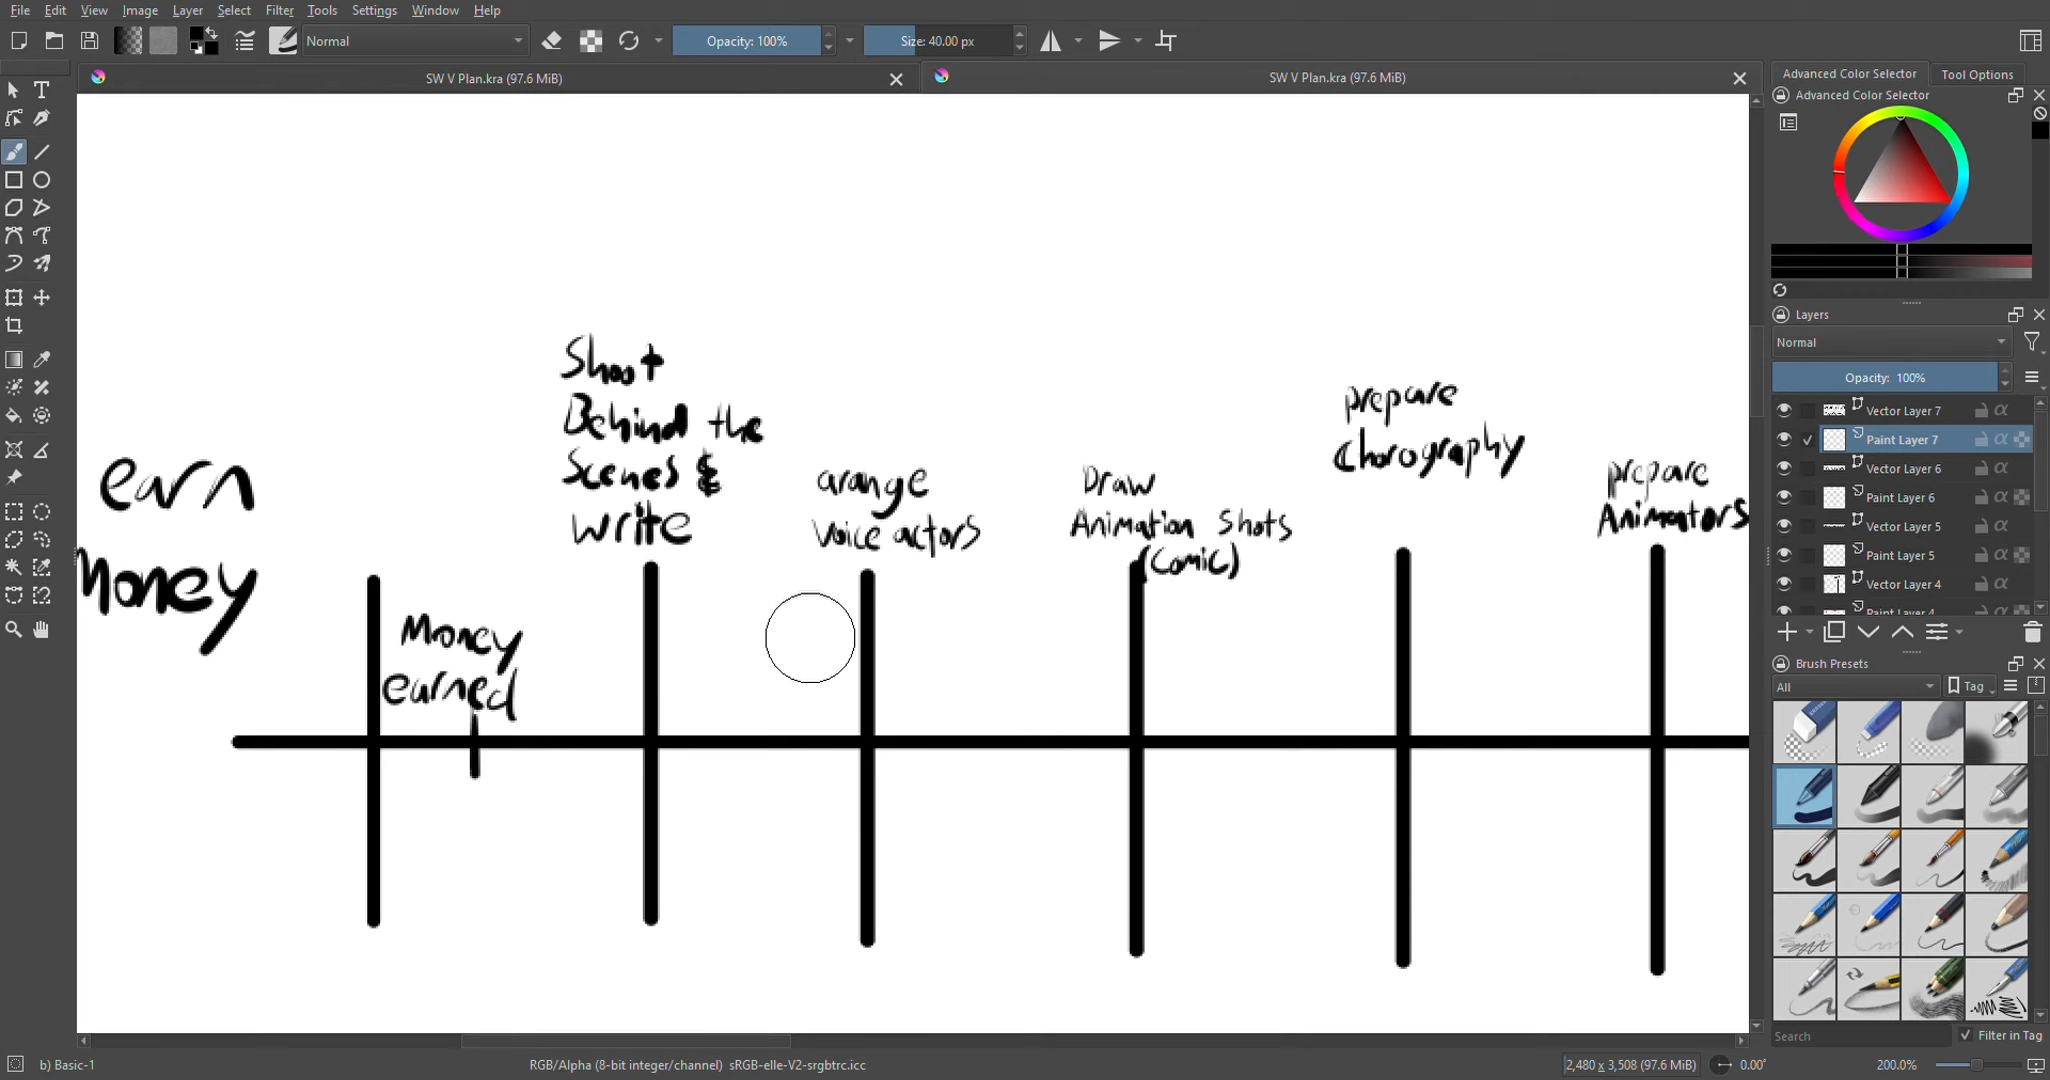 File Edit View Image Layer Select Filter Tools Settings Window Help
Normal Opacity: 100% Size: 40.00 px
SW V Plan.kra (97.6 MiB) SW V Plan.kra (97.6 MiB)
earn
Money
Money
earned
Shoot
Behind the
Scenes &
write
arange
Voice actors
Draw
Animation Shots
(Comic)
prepare
Chorography
prepare
Animators
Advanced Color Selector Tool Options
Advanced Color Selector
Layers
Normal
Opacity: 100%
Vector Layer 7
Paint Layer 7
Vector Layer 6
Paint Layer 6
Vector Layer 5
Paint Layer 5
Vector Layer 4
Paint Layer 4
Brush Presets
All Tag
Search Filter in Tag
b) Basic-1 RGB/Alpha (8-bit integer/channel) sRGB-elle-V2-srgbtrc.icc 2,480 x 3,508 (97.6 MiB) 0.00° 200.0%